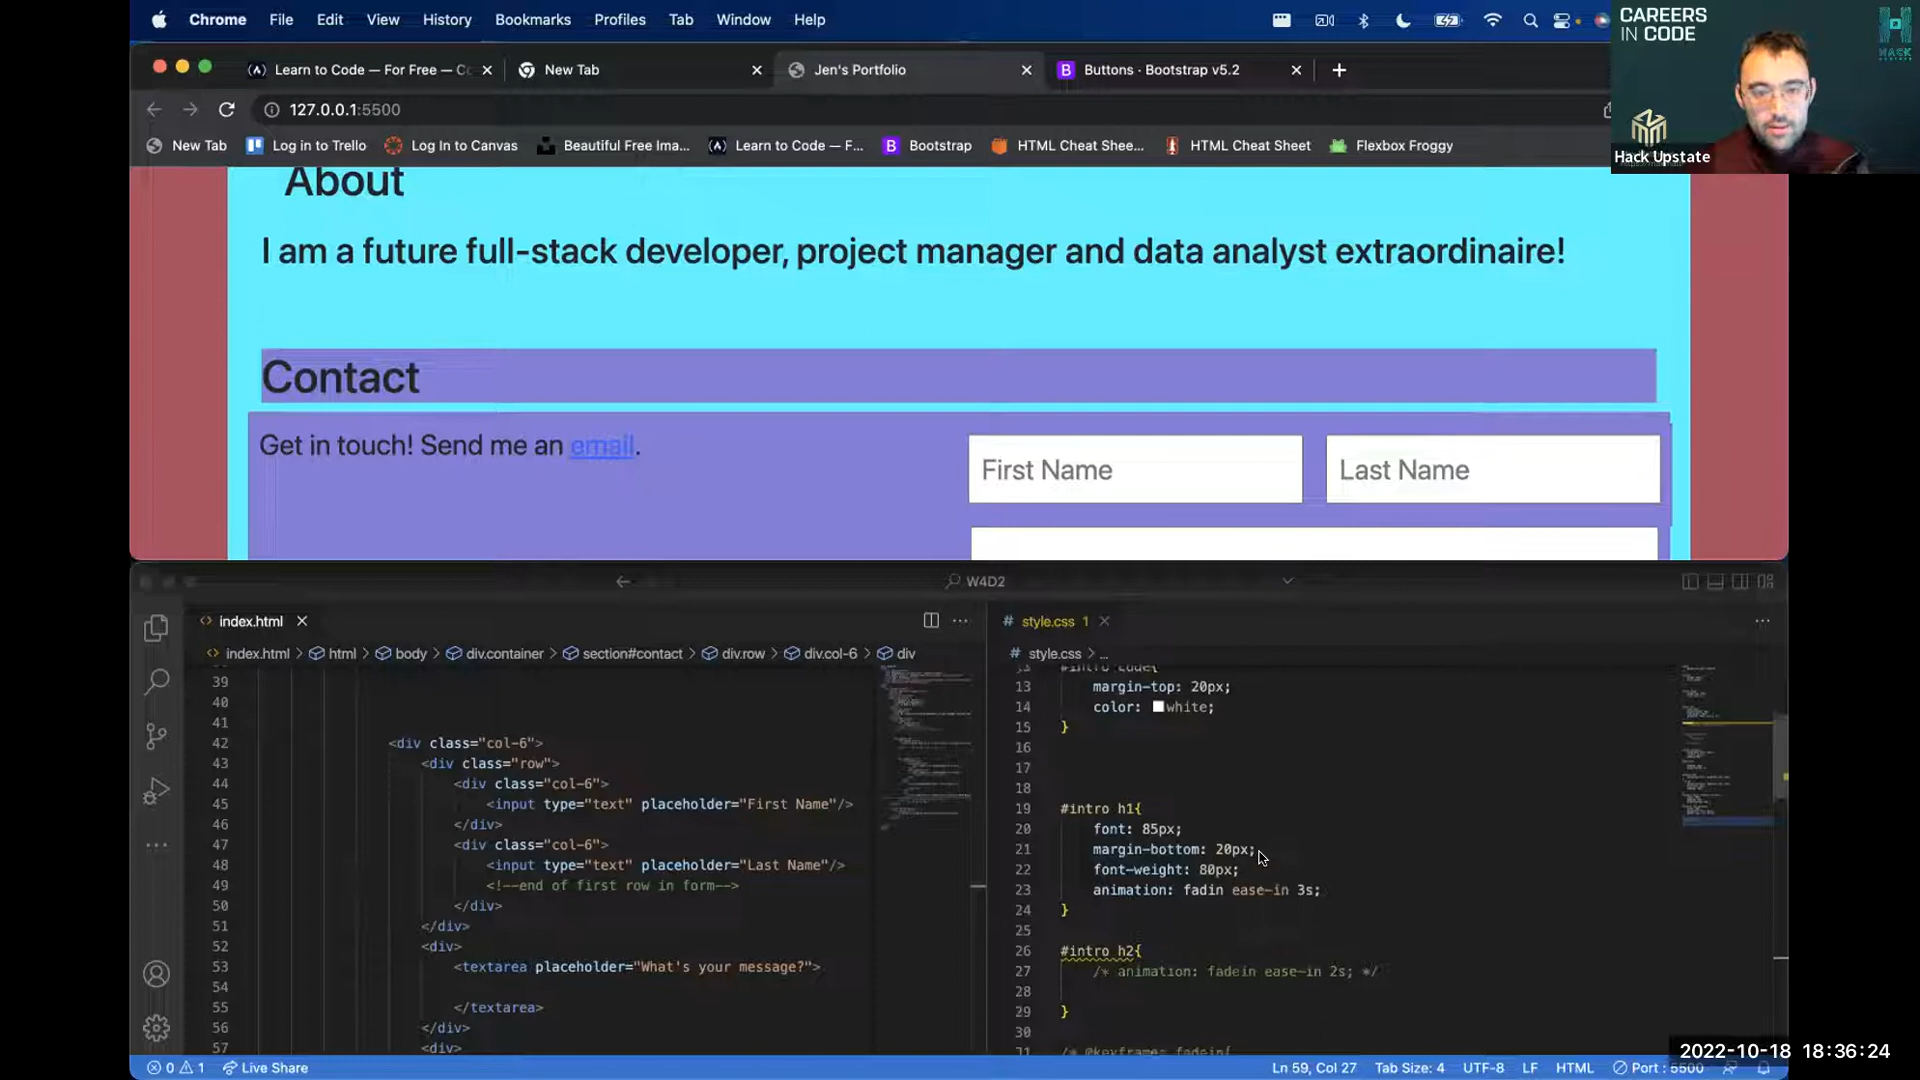 Chrome File Edit View History Bookmarks Profiles Tab Window Help
CAREERS
IN CODE
HACK
Hack Upstate
Learn to Code — For Free — Co
New Tab
Jen's Portfolio
Buttons · Bootstrap v5.2
127.0.0.1:5500
New Tab Log in to Trello Log In to Canvas Beautiful Free Ima... Learn to Code — F... Bootstrap HTML Cheat Shee... HTML Cheat Sheet Flexbox Froggy
About
I am a future full-stack developer, project manager and data analyst extraordinaire!
Contact
Get in touch! Send me an email.
First Name
Last Name
W4D2
index.html
index.html > html > body > div.container > section#contact > div.row > div.col-6 > div
39
40
41
42 <div class="col-6">
43 <div class="row">
44 <div class="col-6">
45 <input type="text" placeholder="First Name"/>
46 </div>
47 <div class="col-6">
48 <input type="text" placeholder="Last Name"/>
49 <!--end of first row in form-->
50 </div>
51 </div>
52 <div>
53 <textarea placeholder="What's your message?">
54
55 </textarea>
56 </div>
57 <div>
style.css 1
style.css > ...
13 margin-top: 20px;
14 color: white;
15 }
16
17
18
19 #intro h1{
20 font: 85px;
21 margin-bottom: 20px;
22 font-weight: 80px;
23 animation: fadin ease-in 3s;
24 }
25
26 #intro h2{
27 /* animation: fadein ease-in 2s; */
28
29 }
30
31 /* @keyframes fadein{
0 1 Live Share
Ln 59, Col 27 Tab Size: 4 UTF-8 LF HTML Port : 5500
2022-10-18 18:36:24